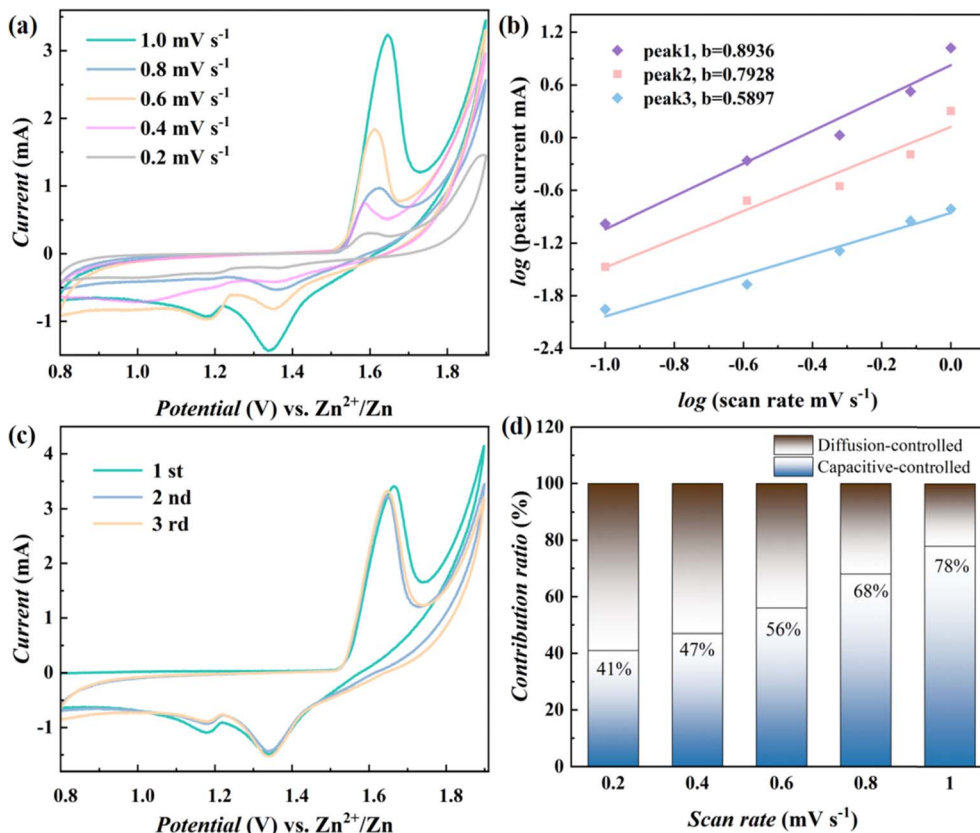 (a)
1.0 mV s⁻¹
0.8 mV s⁻¹
0.6 mV s⁻¹
0.4 mV s⁻¹
0.2 mV s⁻¹
Current (mA)
3
2
1
0
-1
0.8 1.0 1.2 1.4 1.6 1.8
Potential (V) vs. Zn²⁺/Zn
(b)
peak1, b=0.8936
peak2, b=0.7928
peak3, b=0.5897
log (peak current mA)
1.2
0.6
0.0
-0.6
-1.2
-1.8
-2.4
-1.0 -0.8 -0.6 -0.4 -0.2 0.0
log (scan rate mV s⁻¹)
(c)
1 st
2 nd
3 rd
Current (mA)
4
3
2
1
0
-1
0.8 1.0 1.2 1.4 1.6 1.8
Potential (V) vs. Zn²⁺/Zn
(d)
Diffusion-controlled
Capacitive-controlled
Contribution ratio (%)
120
100
80
60
40
20
0
41%
47%
56%
68%
78%
0.2 0.4 0.6 0.8 1
Scan rate (mV s⁻¹)